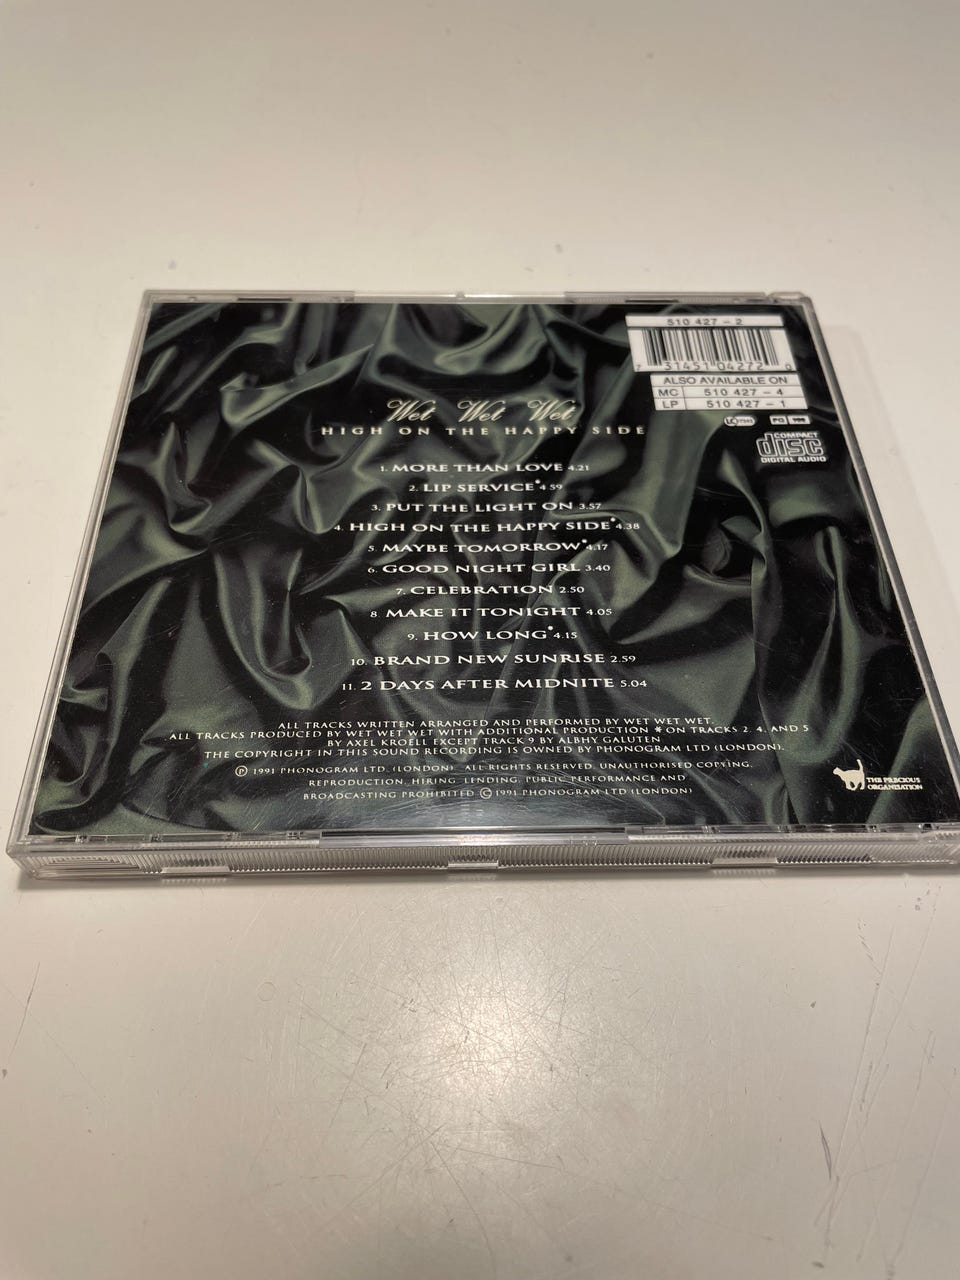 510 427 - 2
7 31451 04272 0
ALSO AVAILABLE ON
MC 510 427 - 4
LP 510 427 - 1
LC
PG
COMPACT
disc
DIGITAL AUDIO
Wet Wet Wet
HIGH ON THE HAPPY SIDE
1. MORE THAN LOVE 4.21
2. LIP SERVICE* 4 59
3. PUT THE LIGHT ON 3.57
4. HIGH ON THE HAPPY SIDE* 4.38
5. MAYBE TOMORROW* 4.17
6. GOOD NIGHT GIRL 3.40
7. CELEBRATION 2.50
8. MAKE IT TONIGHT 4.05
9. HOW LONG* 4.15
10. BRAND NEW SUNRISE 2.59
11. 2 DAYS AFTER MIDNITE 5.04
ALL TRACKS WRITTEN ARRANGED AND PERFORMED BY WET WET WET.
ALL TRACKS PRODUCED BY WET WET WET WITH ADDITIONAL PRODUCTION * ON TRACKS 2. 4. AND 5
BY AXEL KROELL EXCEPT TRACK 9 BY ALBHY GALUTEN.
THE COPYRIGHT IN THIS SOUND RECORDING IS OWNED BY PHONOGRAM LTD (LONDON).
Ⓟ 1991 PHONOGRAM LTD. (LONDON). ALL RIGHTS RESERVED. UNAUTHORISED COPYING,
REPRODUCTION, HIRING, LENDING, PUBLIC PERFORMANCE AND
BROADCASTING PROHIBITED © 1991 PHONOGRAM LTD (LONDON)
THE PRECIOUS
ORGANISATION